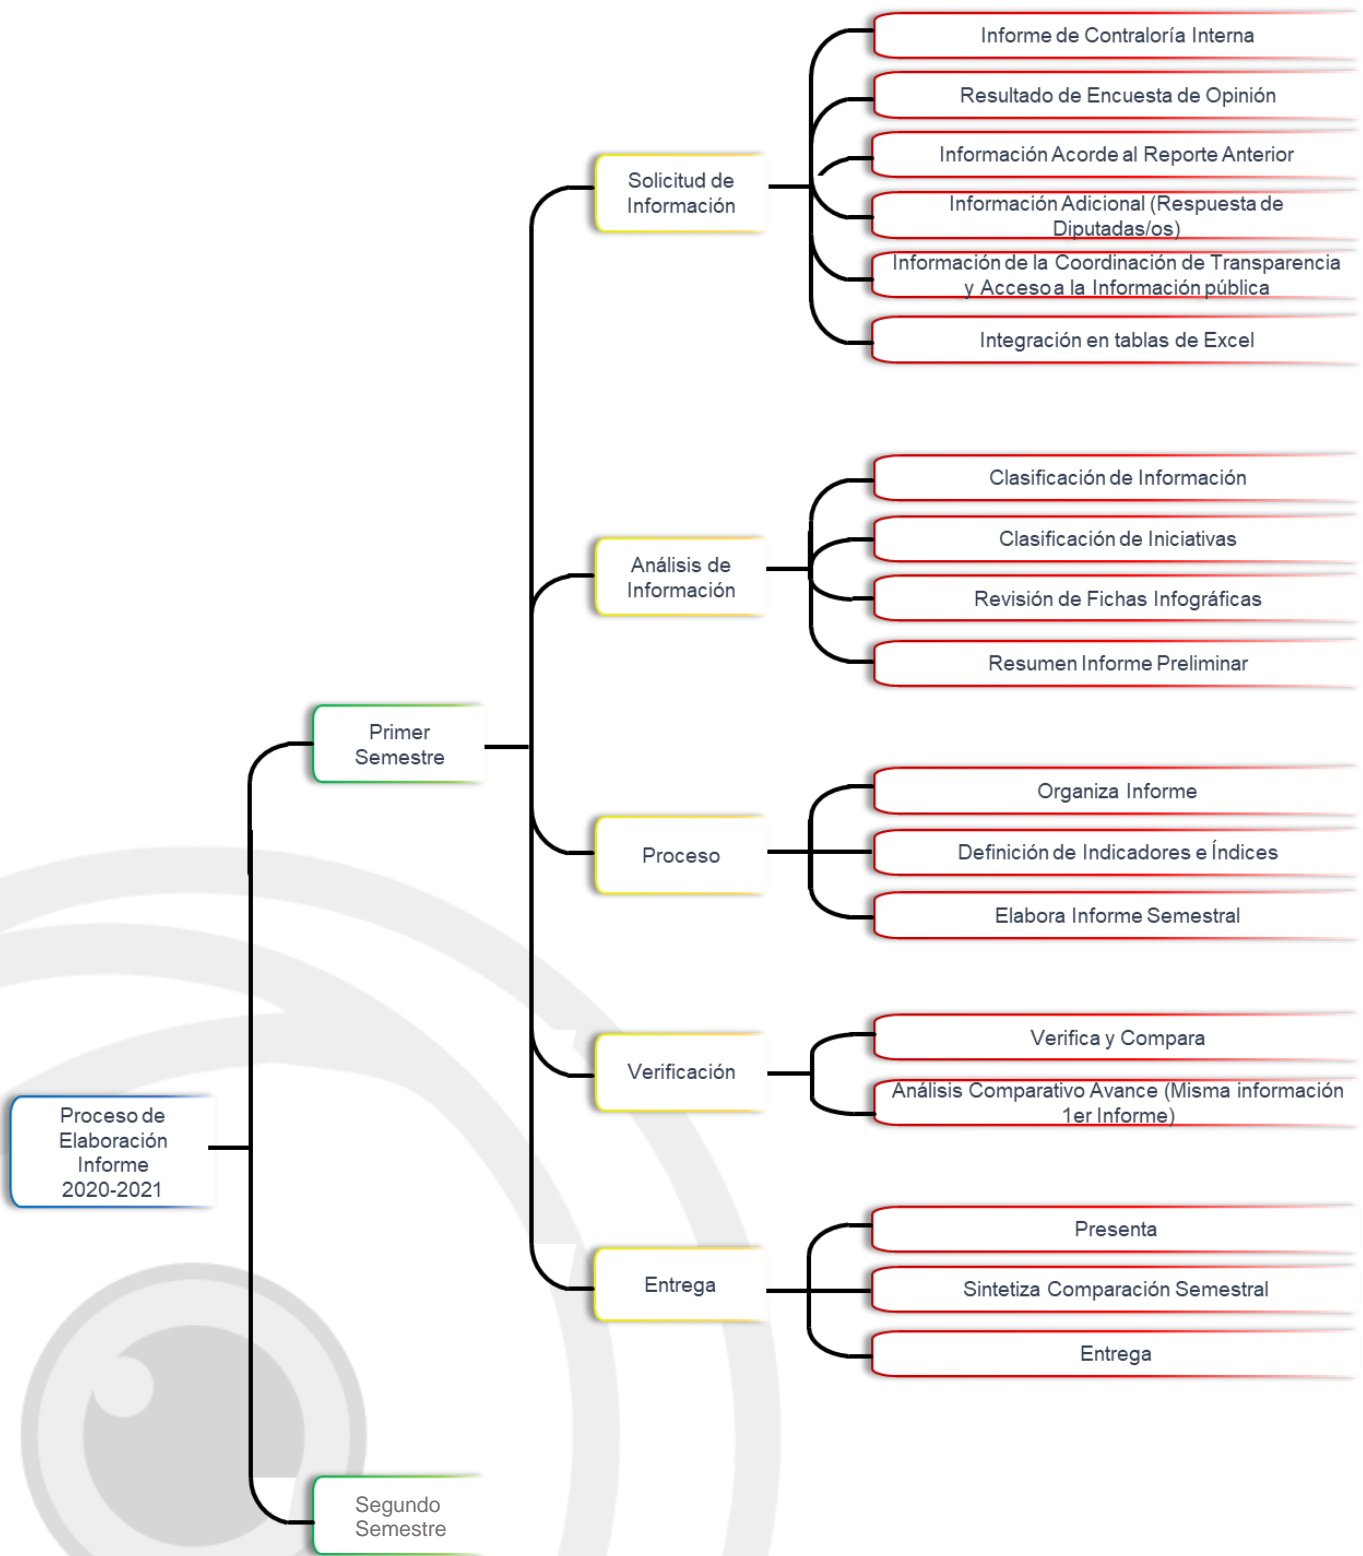 Informe de Contraloría Interna
Resultado de Encuesta de Opinión
Información Acorde al Reporte Anterior
Solicitud de
Información
Información Adicional (Respuesta de
Diputadas/os)
Información de la Coordinación de Transparencia
y Acceso a la Información pública
Integración en tablas de Excel
Clasificación de Información
Clasificación de Iniciativas
Análisis de
Información
Revisión de Fichas Infográficas
Resumen Informe Preliminar
Primer
Semestre
Organiza Informe
Proceso
Definición de Indicadores e Índices
Elabora Informe Semestral
Verifica y Compara
Verificación
Análisis Comparativo Avance (Misma información
1er Informe)
Proceso de
Elaboración
Informe
2020-2021
Presenta
Entrega
Sintetiza Comparación Semestral
Entrega
Segundo
Semestre